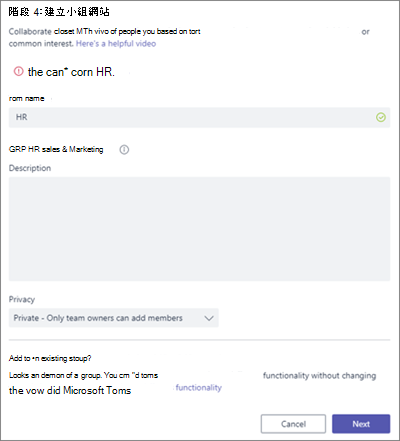 階段 4:建立小組網站
Collaborate closet MTh vivo of people you based on tort or
common interest. Here's a helpful video
the can* corn HR.
rom name
HR
GRP HR sales & Marketing
Description
Privacy
Private - Only team owners can add members
Add to •n existing stoup?
Looks an demon of a group. You cm "d toms functionality without changing
the vow did Microsoft Toms functionality
Cancel Next